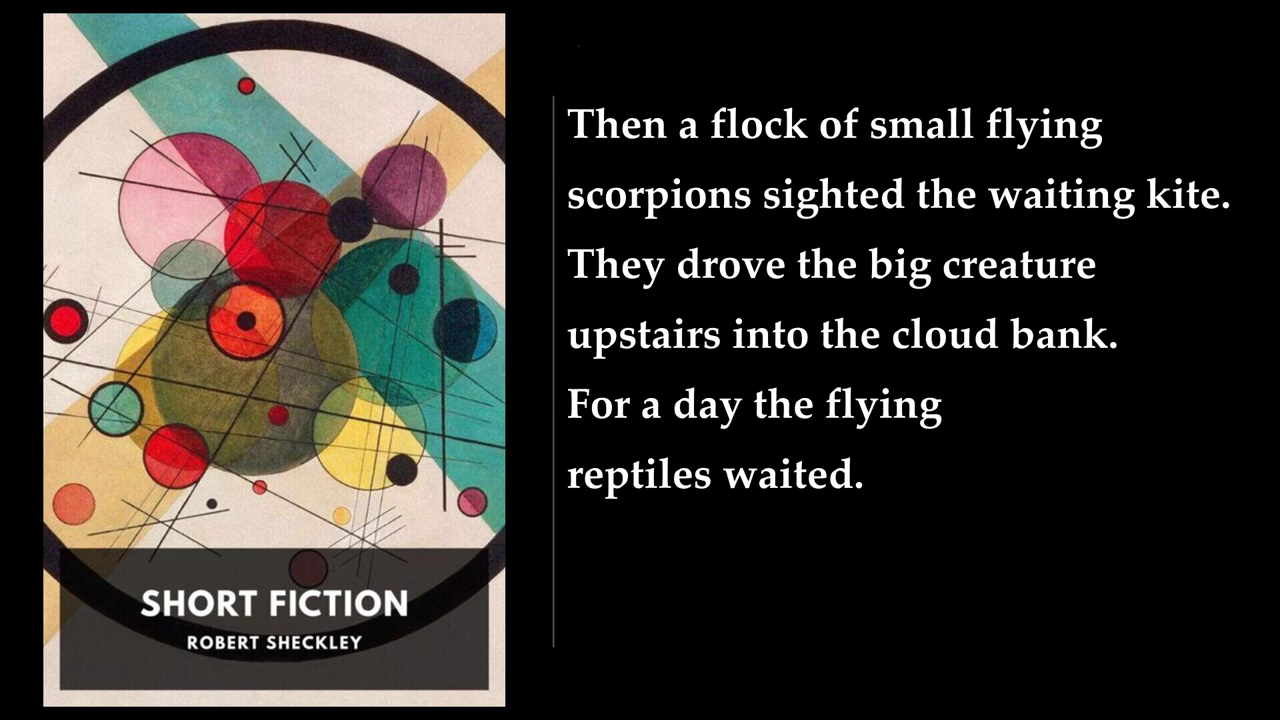 SHORT FICTION
ROBERT SHECKLEY
Then a flock of small flying
scorpions sighted the waiting kite.
They drove the big creature
upstairs into the cloud bank.
For a day the flying
reptiles waited.